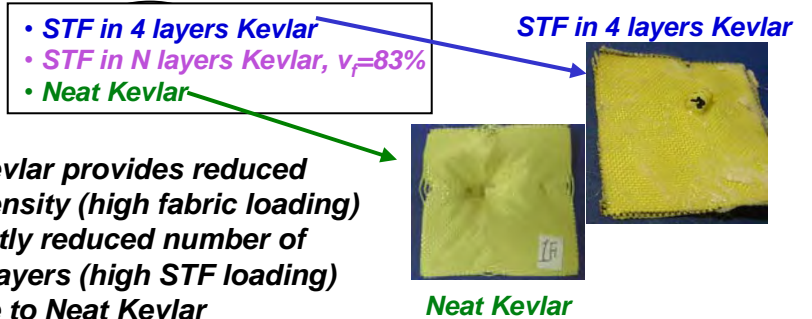 • STF in 4 layers Kevlar
• STF in N layers Kevlar, vf=83%
• Neat Kevlar
STF in 4 layers Kevlar
evlar provides reduced
ensity (high fabric loading)
tly reduced number of
ayers (high STF loading)
e to Neat Kevlar
Neat Kevlar